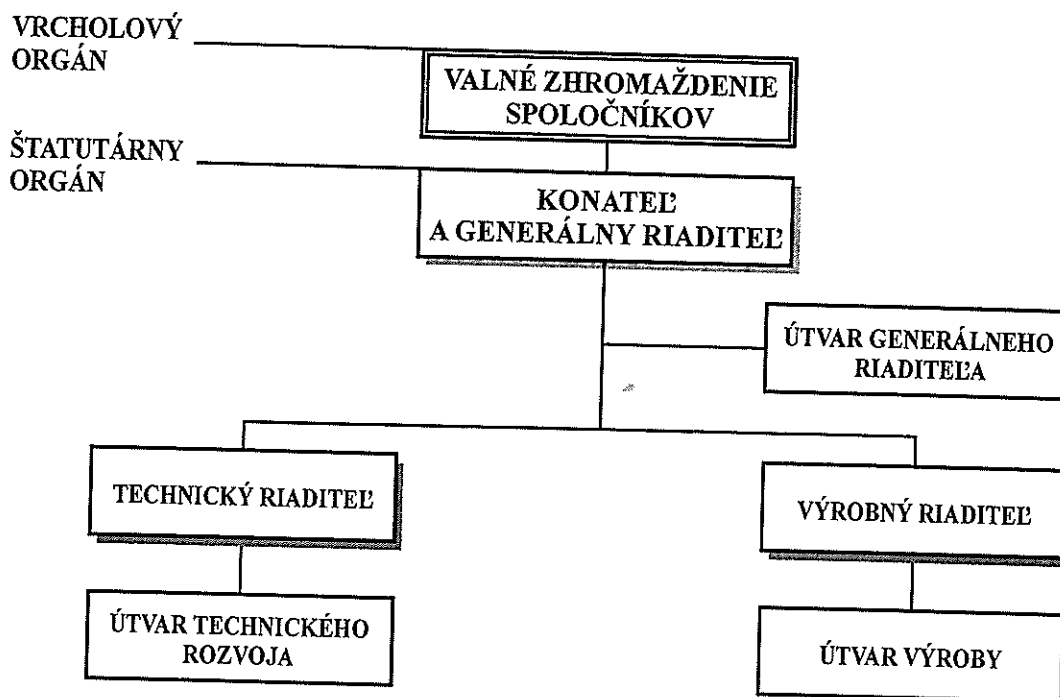 VRCHOLOVÝ
ORGÁN
VALNÉ ZHROMAŽDENIE
SPOLOČNÍKOV
ŠTATUTÁRNY
ORGÁN
KONATEĽ
A GENERÁLNY RIADITEĽ
ÚTVAR GENERÁLNEHO
RIADITEĽA
TECHNICKÝ RIADITEĽ
VÝROBNÝ RIADITEĽ
ÚTVAR TECHNICKÉHO
ROZVOJA
ÚTVAR VÝROBY